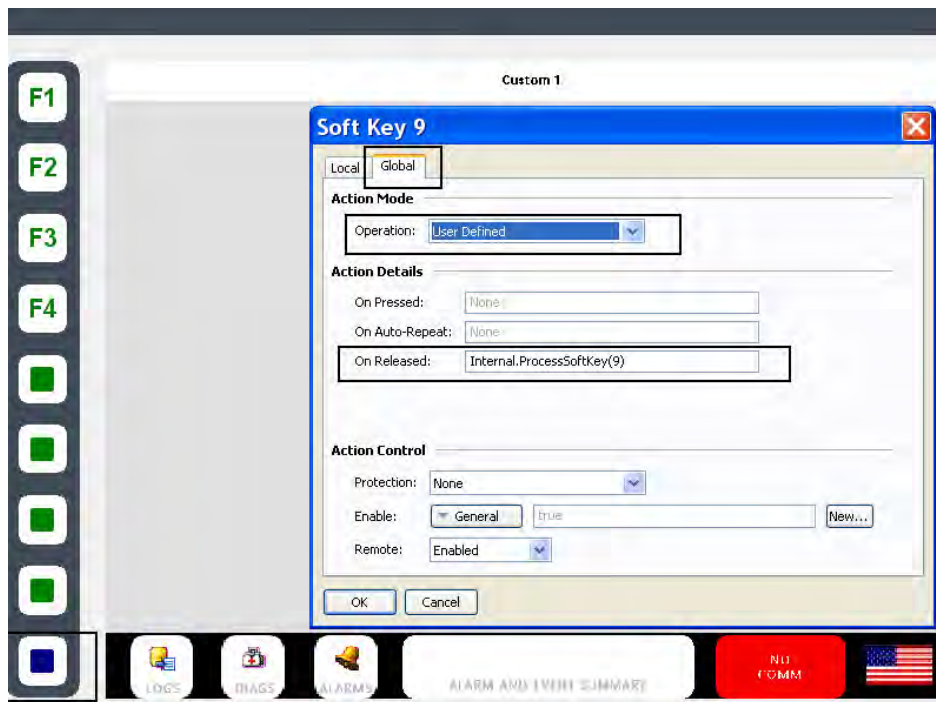 Custom 1
F1
F2
F3
F4
Soft Key 9
Local Global
Action Mode
Operation: User Defined
Action Details
On Pressed: None
On Auto-Repeat: None
On Released: Internal.ProcessSoftKey(9)
Action Control
Protection: None
Enable: General true New...
Remote: Enabled
OK Cancel
LOGS DIAGS ALARMS ALARM AND EVENT SUMMARY
NO
COMM